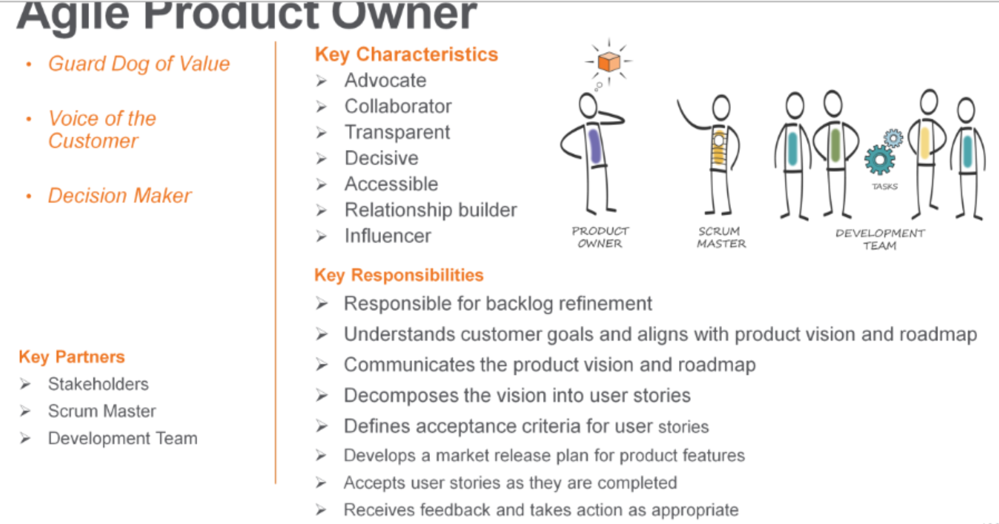 Agile Product Owner
• Guard Dog of Value
• Voice of the
Customer
• Decision Maker
Key Partners
➢ Stakeholders
➢ Scrum Master
➢ Development Team
Key Characteristics
➢ Advocate
➢ Collaborator
➢ Transparent
➢ Decisive
➢ Accessible
➢ Relationship builder
➢ Influencer
PRODUCT
OWNER
SCRUM
MASTER
TASKS
DEVELOPMENT
TEAM
Key Responsibilities
➢ Responsible for backlog refinement
➢ Understands customer goals and aligns with product vision and roadmap
➢ Communicates the product vision and roadmap
➢ Decomposes the vision into user stories
➢ Defines acceptance criteria for user stories
➢ Develops a market release plan for product features
➢ Accepts user stories as they are completed
➢ Receives feedback and takes action as appropriate